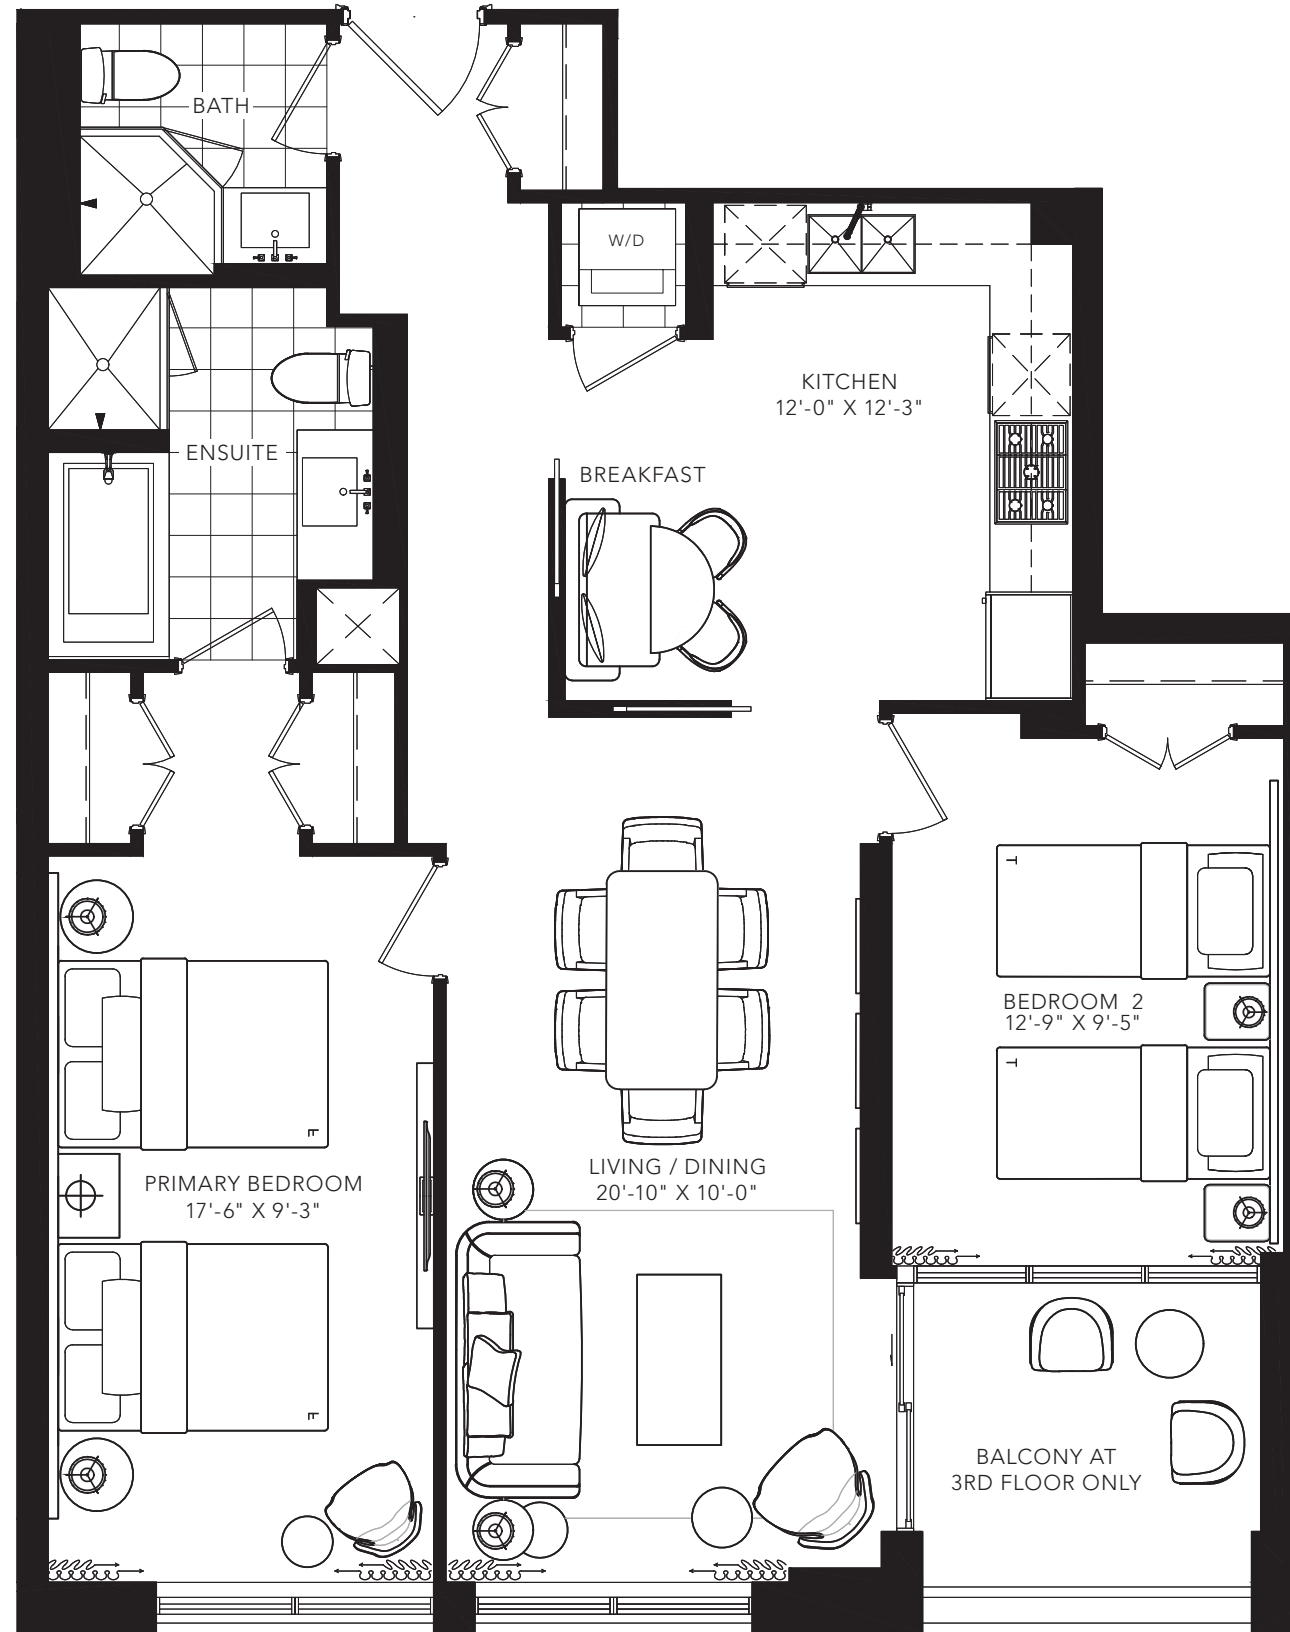 BATH
W/D
KITCHEN
12'-0" X 12'-3"
ENSUITE
BREAKFAST
T
BEDROOM 2
12'-9" X 9'-5"
T
F
LIVING / DINING
20'-10" X 10'-0"
PRIMARY BEDROOM
17'-6" X 9'-3"
F
BALCONY AT
3RD FLOOR ONLY